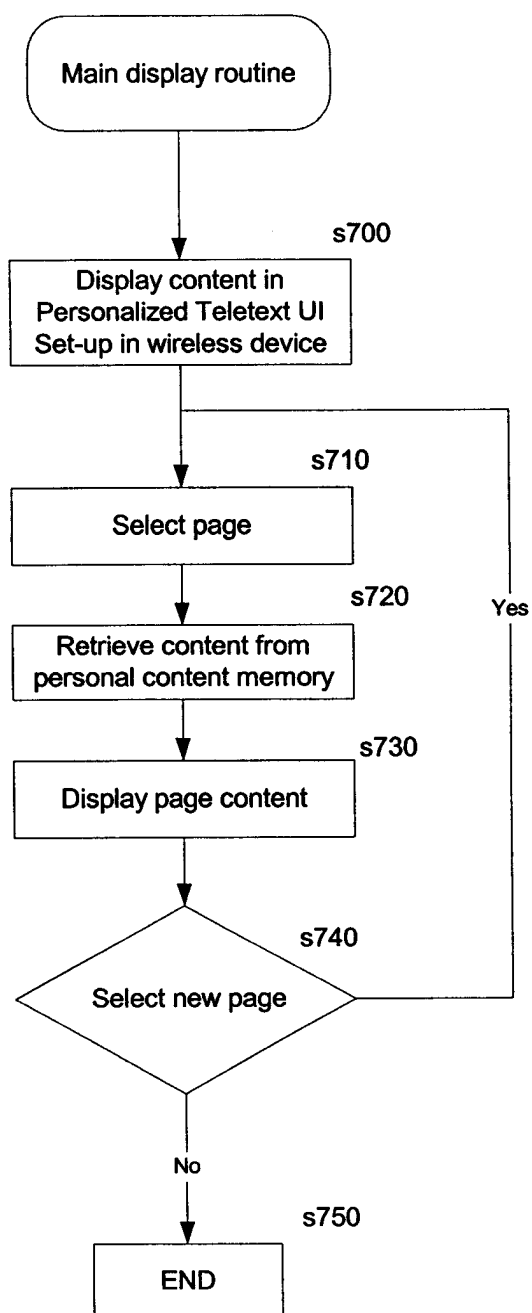 Main display routine
s700
Display content in
Personalized Teletext UI
Set-up in wireless device
s710
Select page
s720
Yes
Retrieve content from
personal content memory
s730
Display page content
s740
Select new page
No
s750
END